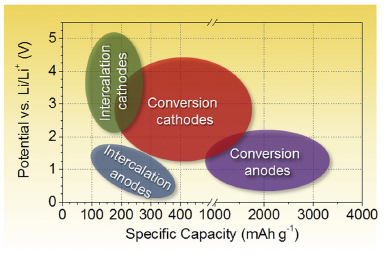 Potential vs. Li/Li⁺ (V)
5
4
3
2
1
0
Intercalation
cathodes
Conversion
cathodes
Intercalation
anodes
Conversion
anodes
0 100 200 300 400 1000 2000 3000 4000
Specific Capacity (mAh g⁻¹)